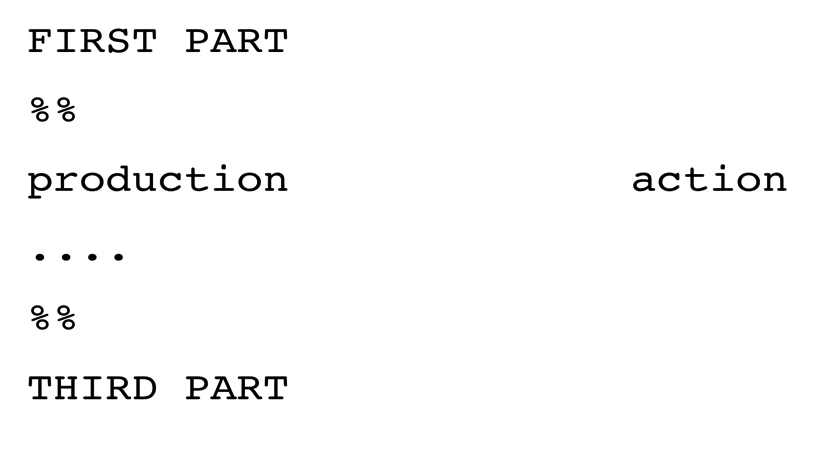 FIRST PART
%%
production action
....
%%
THIRD PART